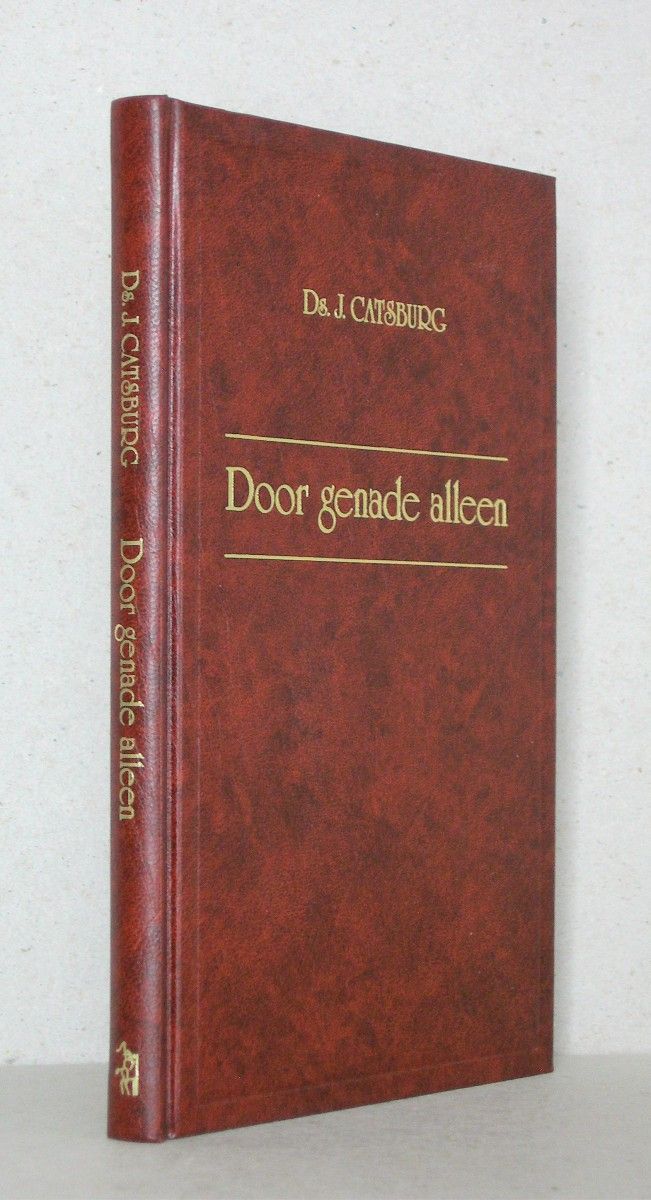 Ds. J. CATSBURG
Door genade alleen
Ds. J. CATSBURG Door genade alleen